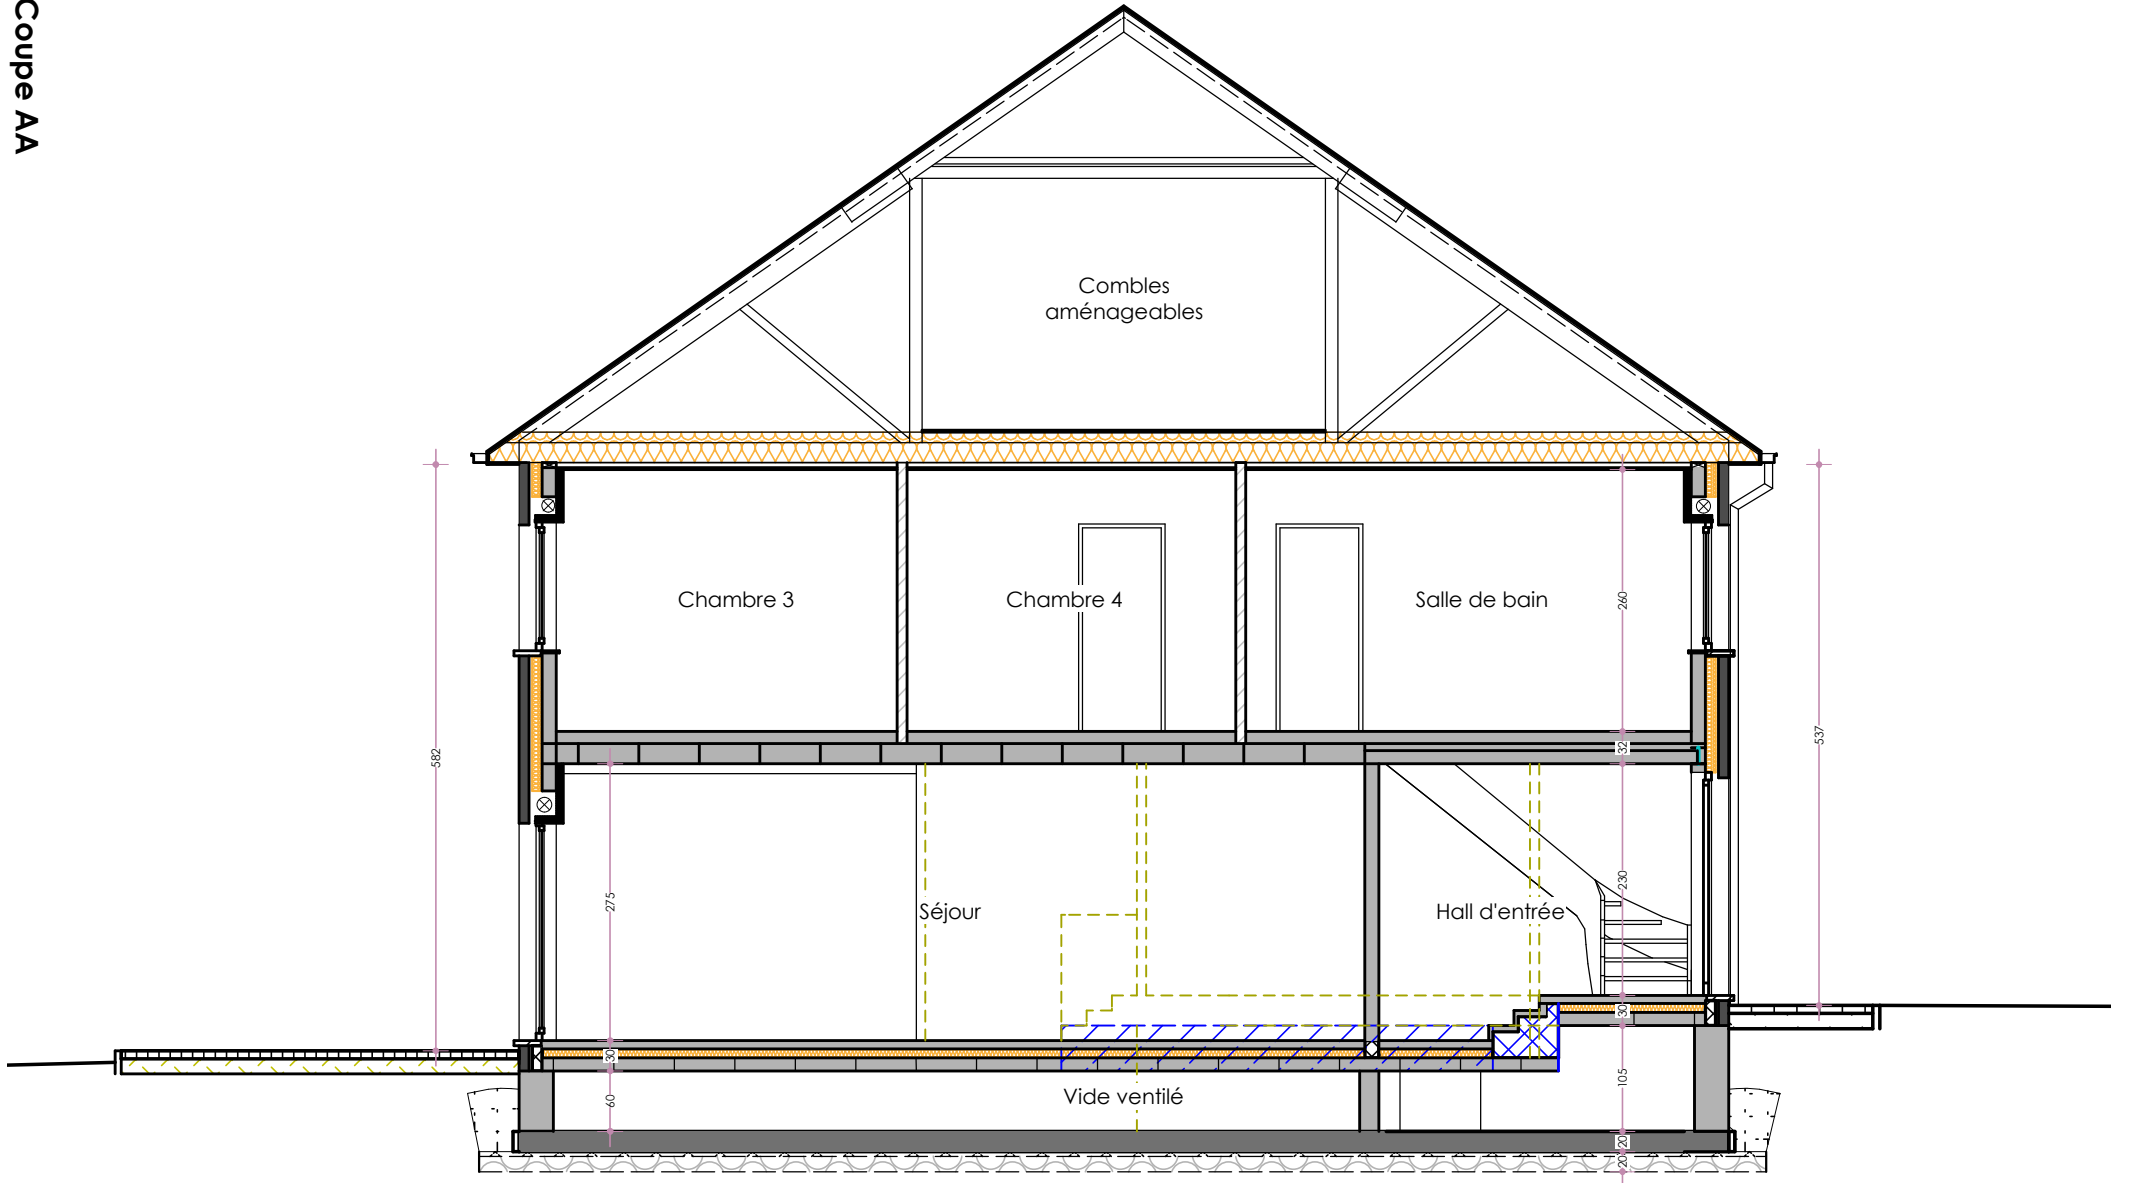 Coupe AA
Combles
aménageables
Chambre 3
Chambre 4
Salle de bain
260
582
537
32
275
230
Séjour
Hall d'entrée
30
30
60
105
Vide ventilé
20
20